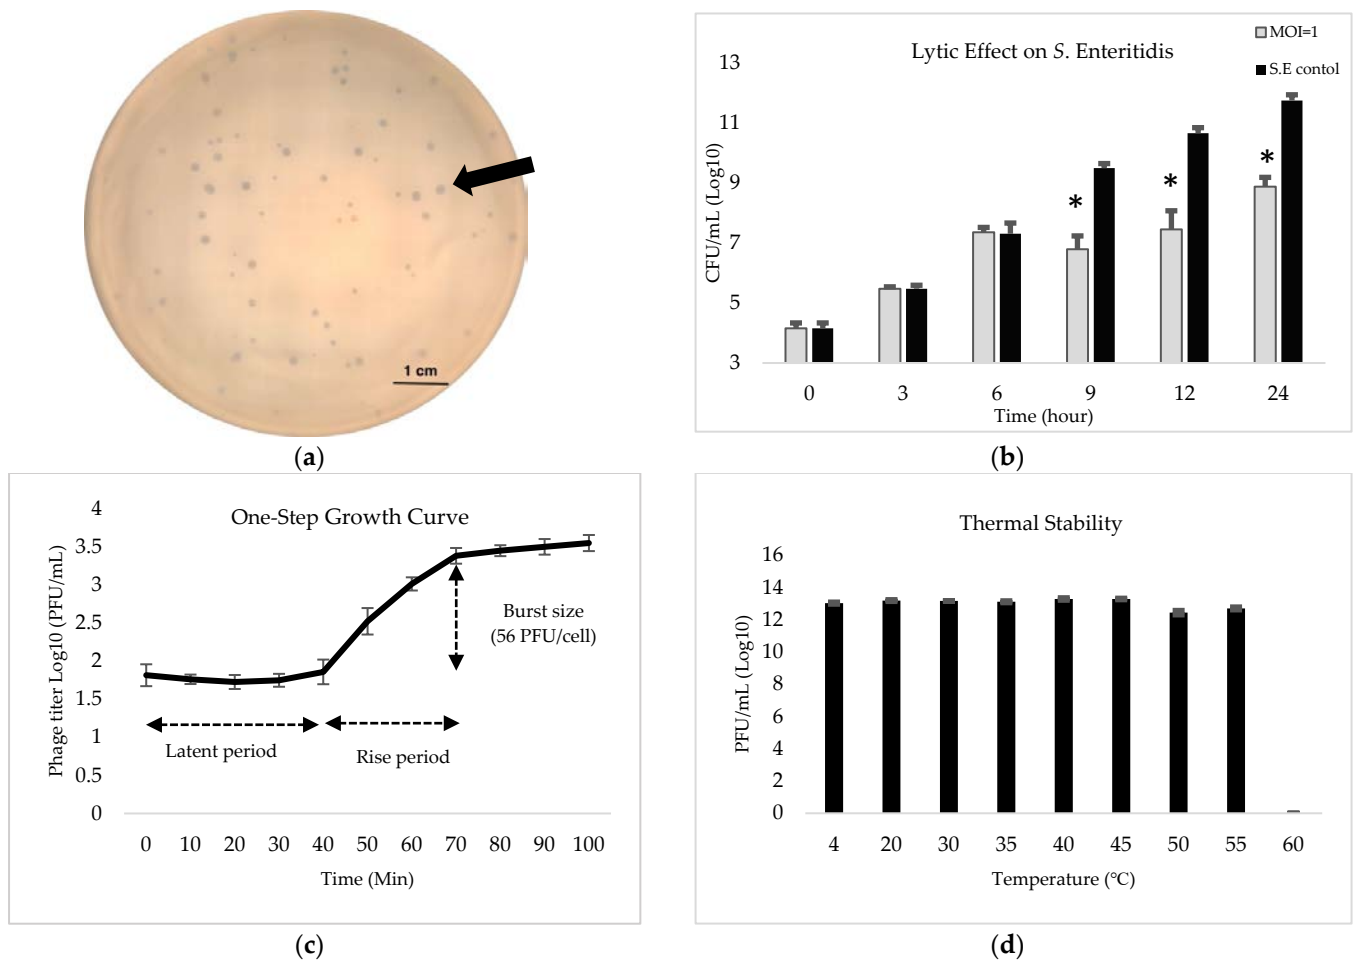 1 cm
(a)
Lytic Effect on S. Enteritidis
MOI=1
S.E contol
CFU/mL (Log10)
13
11
9
7
5
3
* * *
0 3 6 9 12 24
Time (hour)
(b)
One-Step Growth Curve
Phage titer Log10 (PFU/mL)
4
3.5
3
2.5
2
1.5
1
0.5
0
Burst size
(56 PFU/cell)
Latent period
Rise period
0 10 20 30 40 50 60 70 80 90 100
Time (Min)
(c)
Thermal Stability
PFU/mL (Log10)
16
14
12
10
8
6
4
2
0
4 20 30 35 40 45 50 55 60
Temperature (°C)
(d)